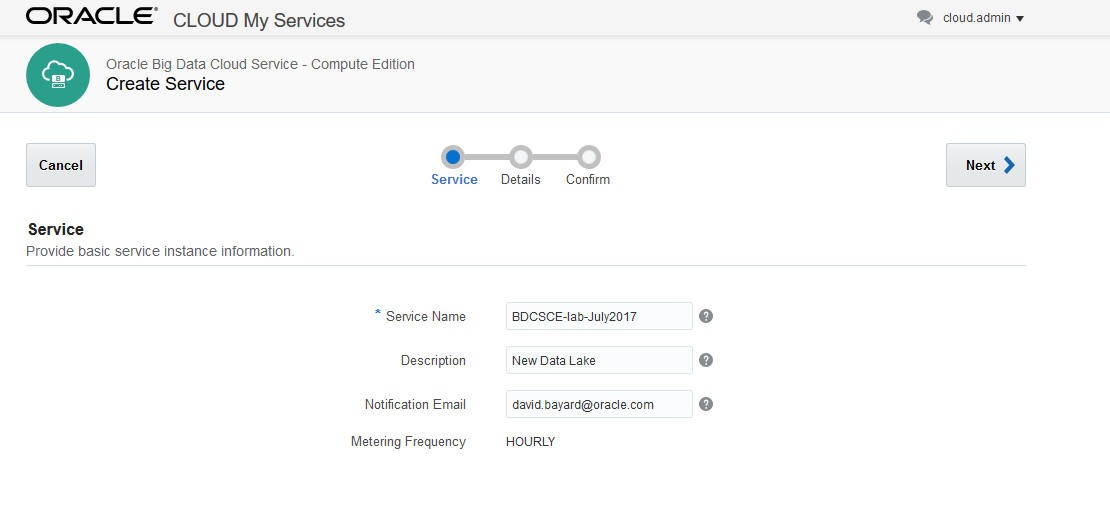 ORACLE® CLOUD My Services
cloud.admin
Oracle Big Data Cloud Service - Compute Edition
Create Service
Cancel
Next
Service Details Confirm
Service
Provide basic service instance information.
* Service Name BDCSCE-lab-July2017 ?
Description New Data Lake ?
Notification Email david.bayard@oracle.com ?
Metering Frequency HOURLY